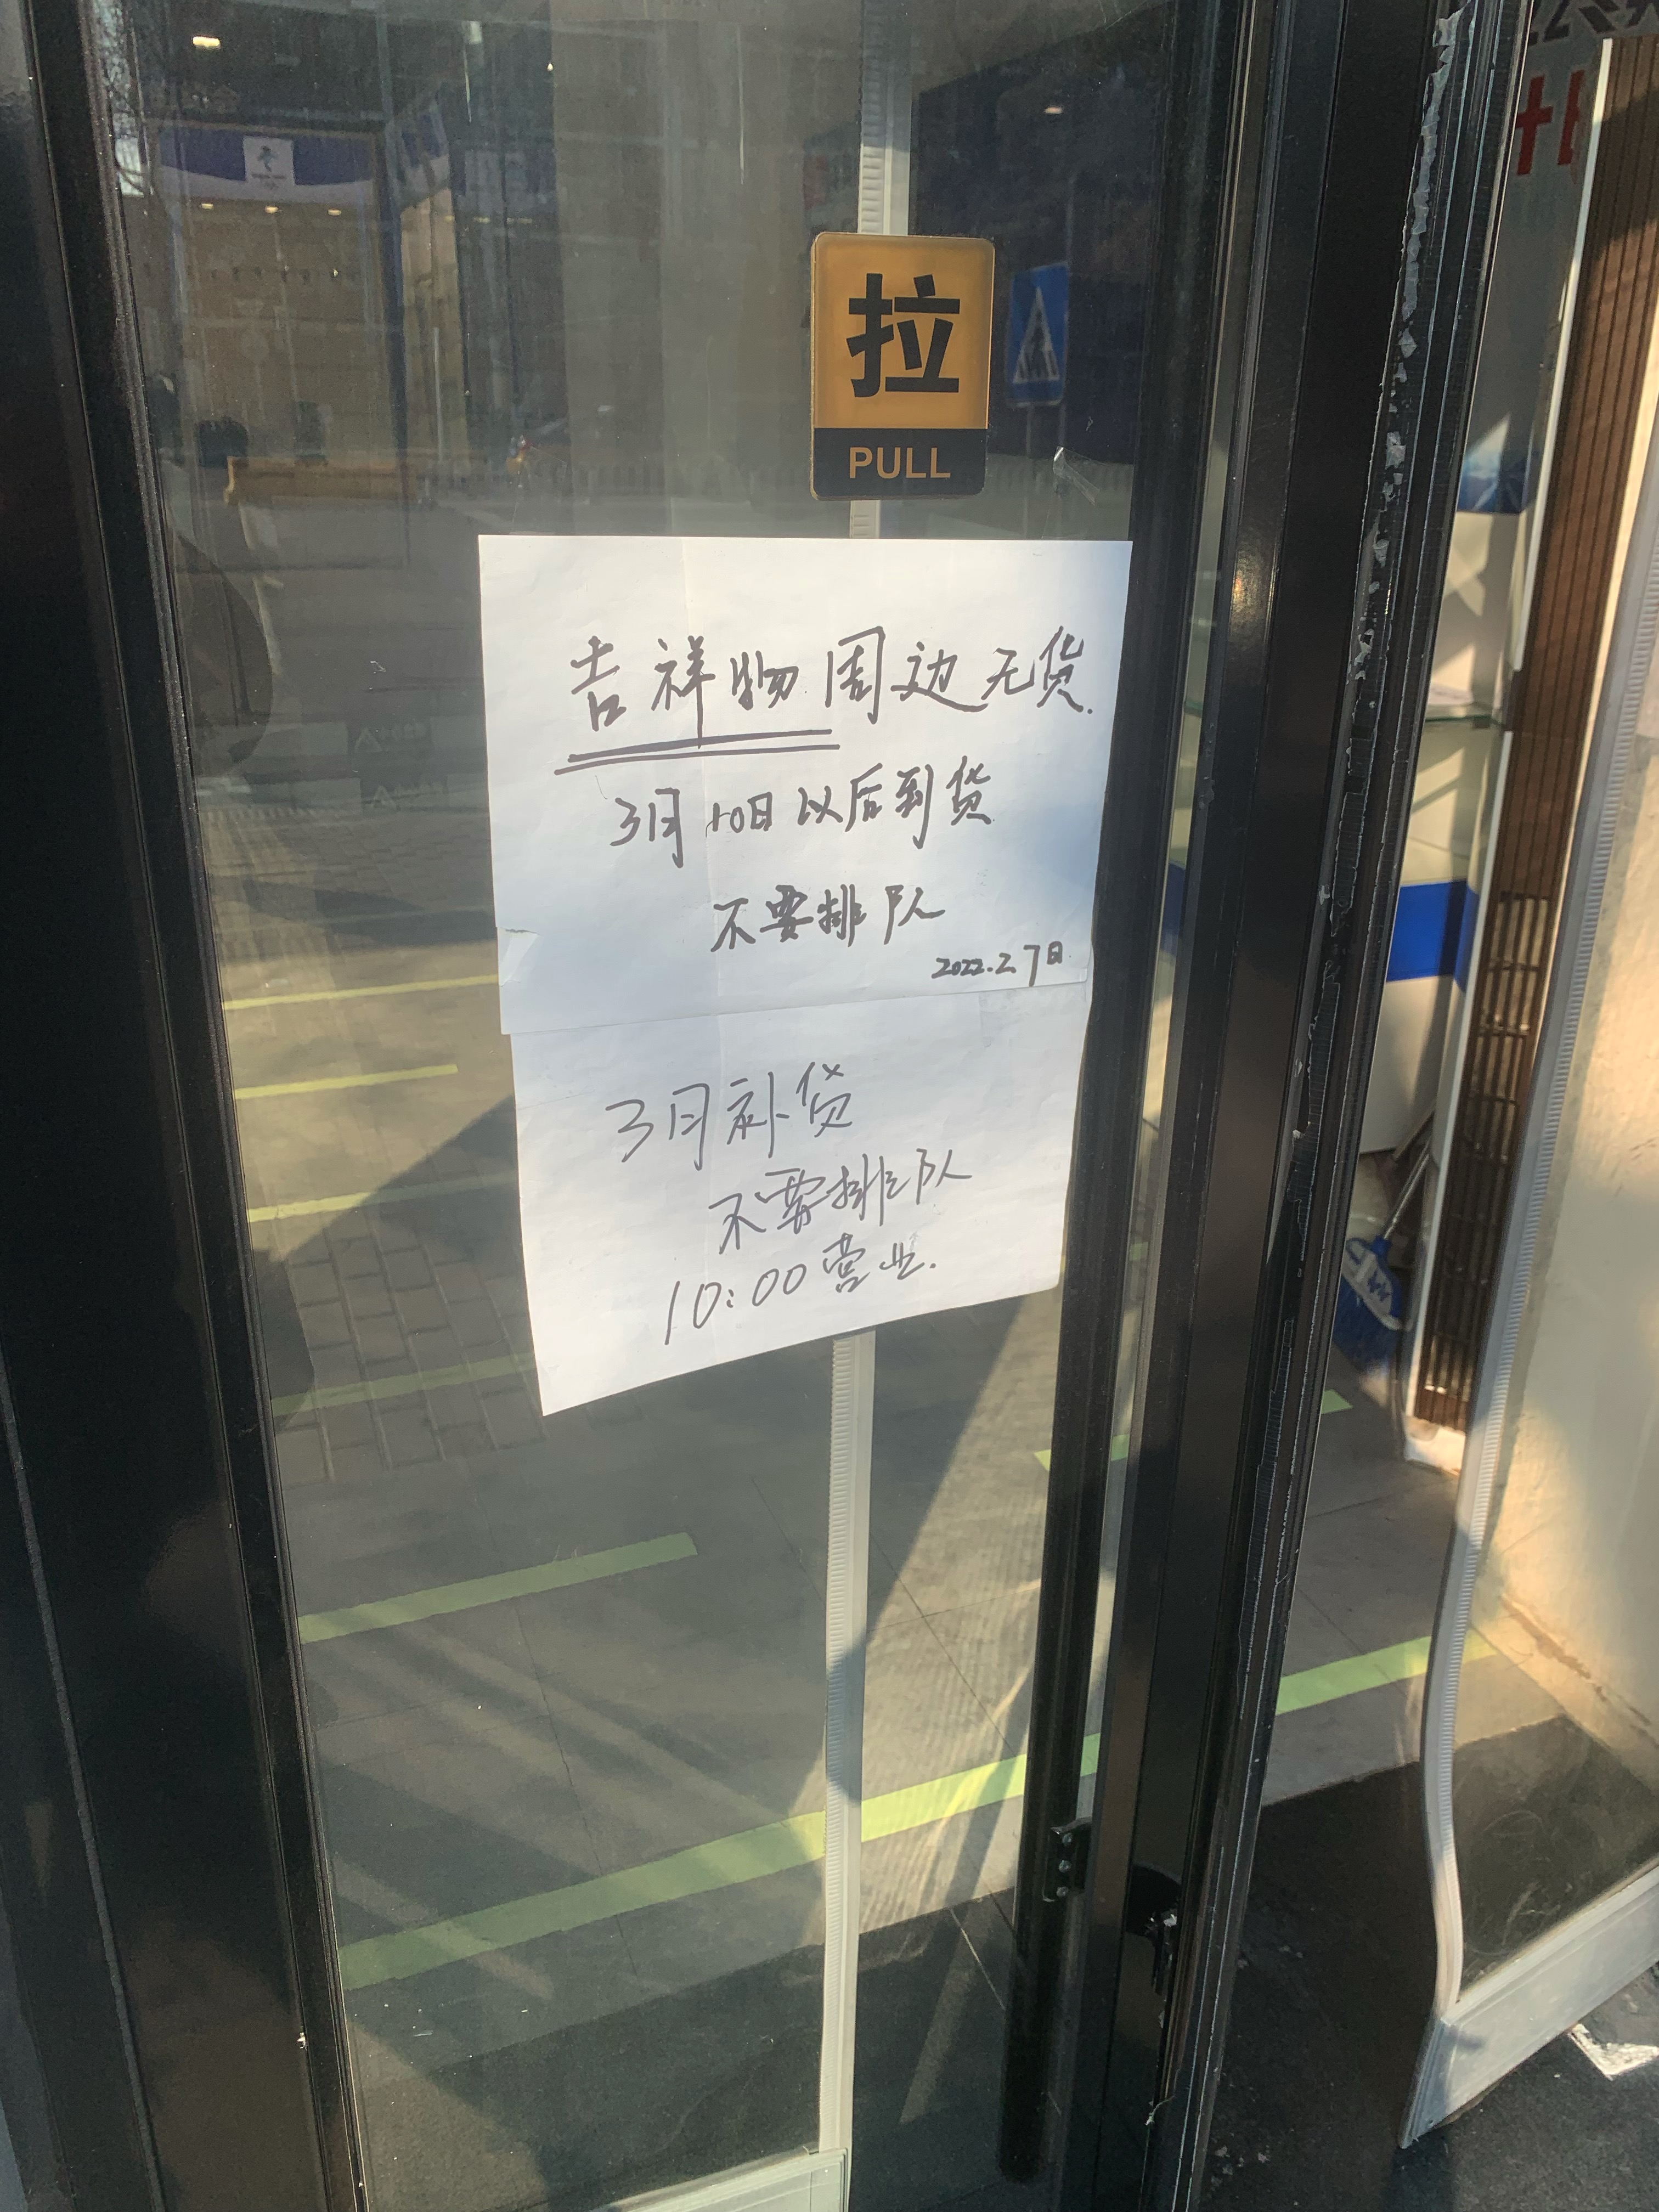 拉
PULL
吉祥物周边无货.
3月10日以后到货
不要排队
2022.2.7日
3月补货
不要排队
10:00营业.